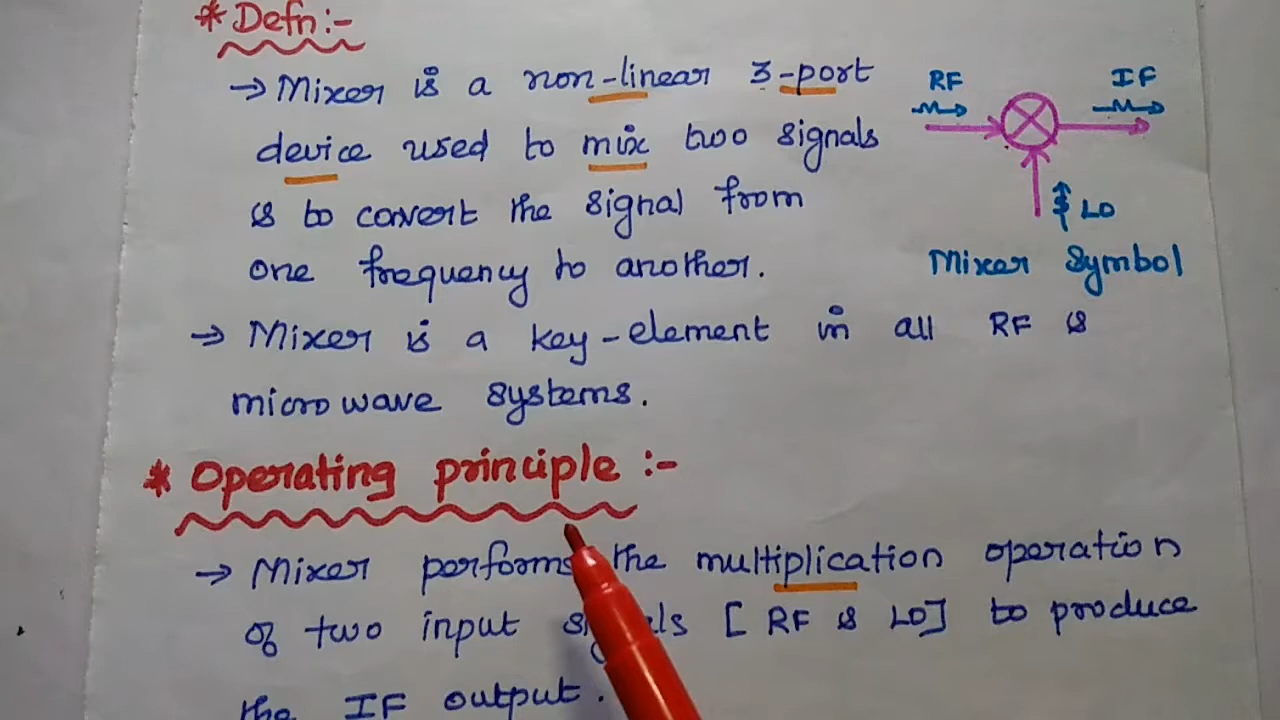 * Defn:-
→ Mixer is a non-linear 3-port
device used to mix two signals
& to convert the signal from
one frequency to another.
RF
IF
LO
Mixer Symbol
→ Mixer is a key-element in all RF &
microwave systems.
* Operating principle :-
→ Mixer performs the multiplication operation
of two input signals [ RF & LO] to produce
the IF output.